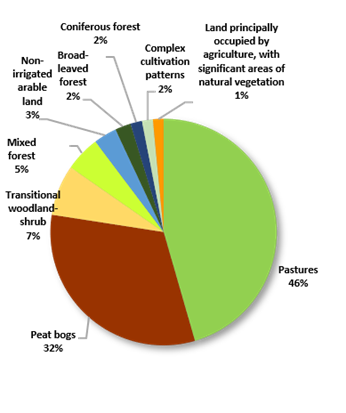 Coniferous forest
2%
Land principally
occupied by
agriculture, with
significant areas of
natural vegetation
1%
Complex
cultivation
patterns
2%
Broad-
leaved
forest
2%
Non-
irrigated
arable
land
3%
Mixed
forest
5%
Transitional
woodland-
shrub
7%
Pastures
46%
Peat bogs
32%